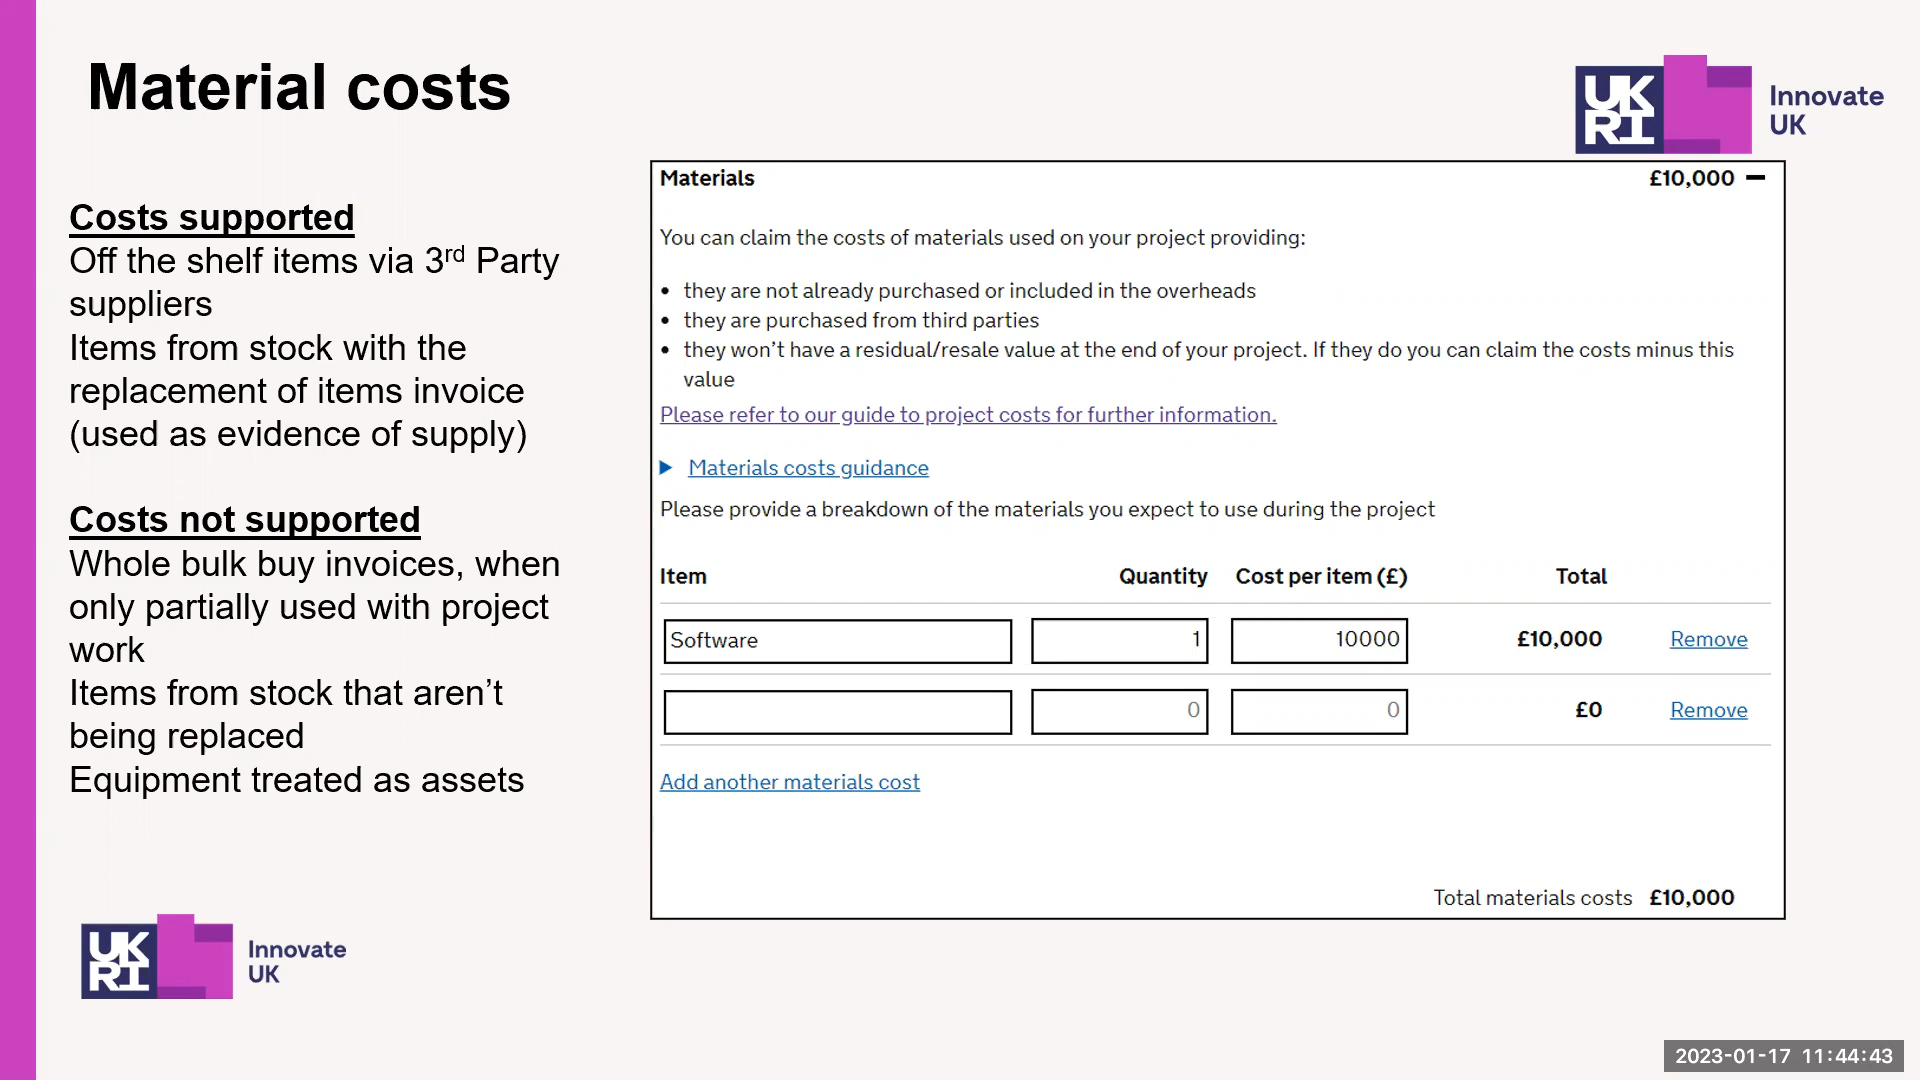 Material costs
UK
RI
Innovate
UK
Costs supported
Off the shelf items via 3rd Party
suppliers
Items from stock with the
replacement of items invoice
(used as evidence of supply)
Costs not supported
Whole bulk buy invoices, when
only partially used with project
work
Items from stock that aren’t
being replaced
Equipment treated as assets
Materials £10,000
You can claim the costs of materials used on your project providing:
• they are not already purchased or included in the overheads
• they are purchased from third parties
• they won’t have a residual/resale value at the end of your project. If they do you can claim the costs minus this
value
Please refer to our guide to project costs for further information.
Materials costs guidance
Please provide a breakdown of the materials you expect to use during the project
Item Quantity Cost per item (£) Total
Software 1 10000 £10,000 Remove
0 0 £0 Remove
Add another materials cost
Total materials costs £10,000
UK
RI
Innovate
UK
2023-01-17 11:44:43